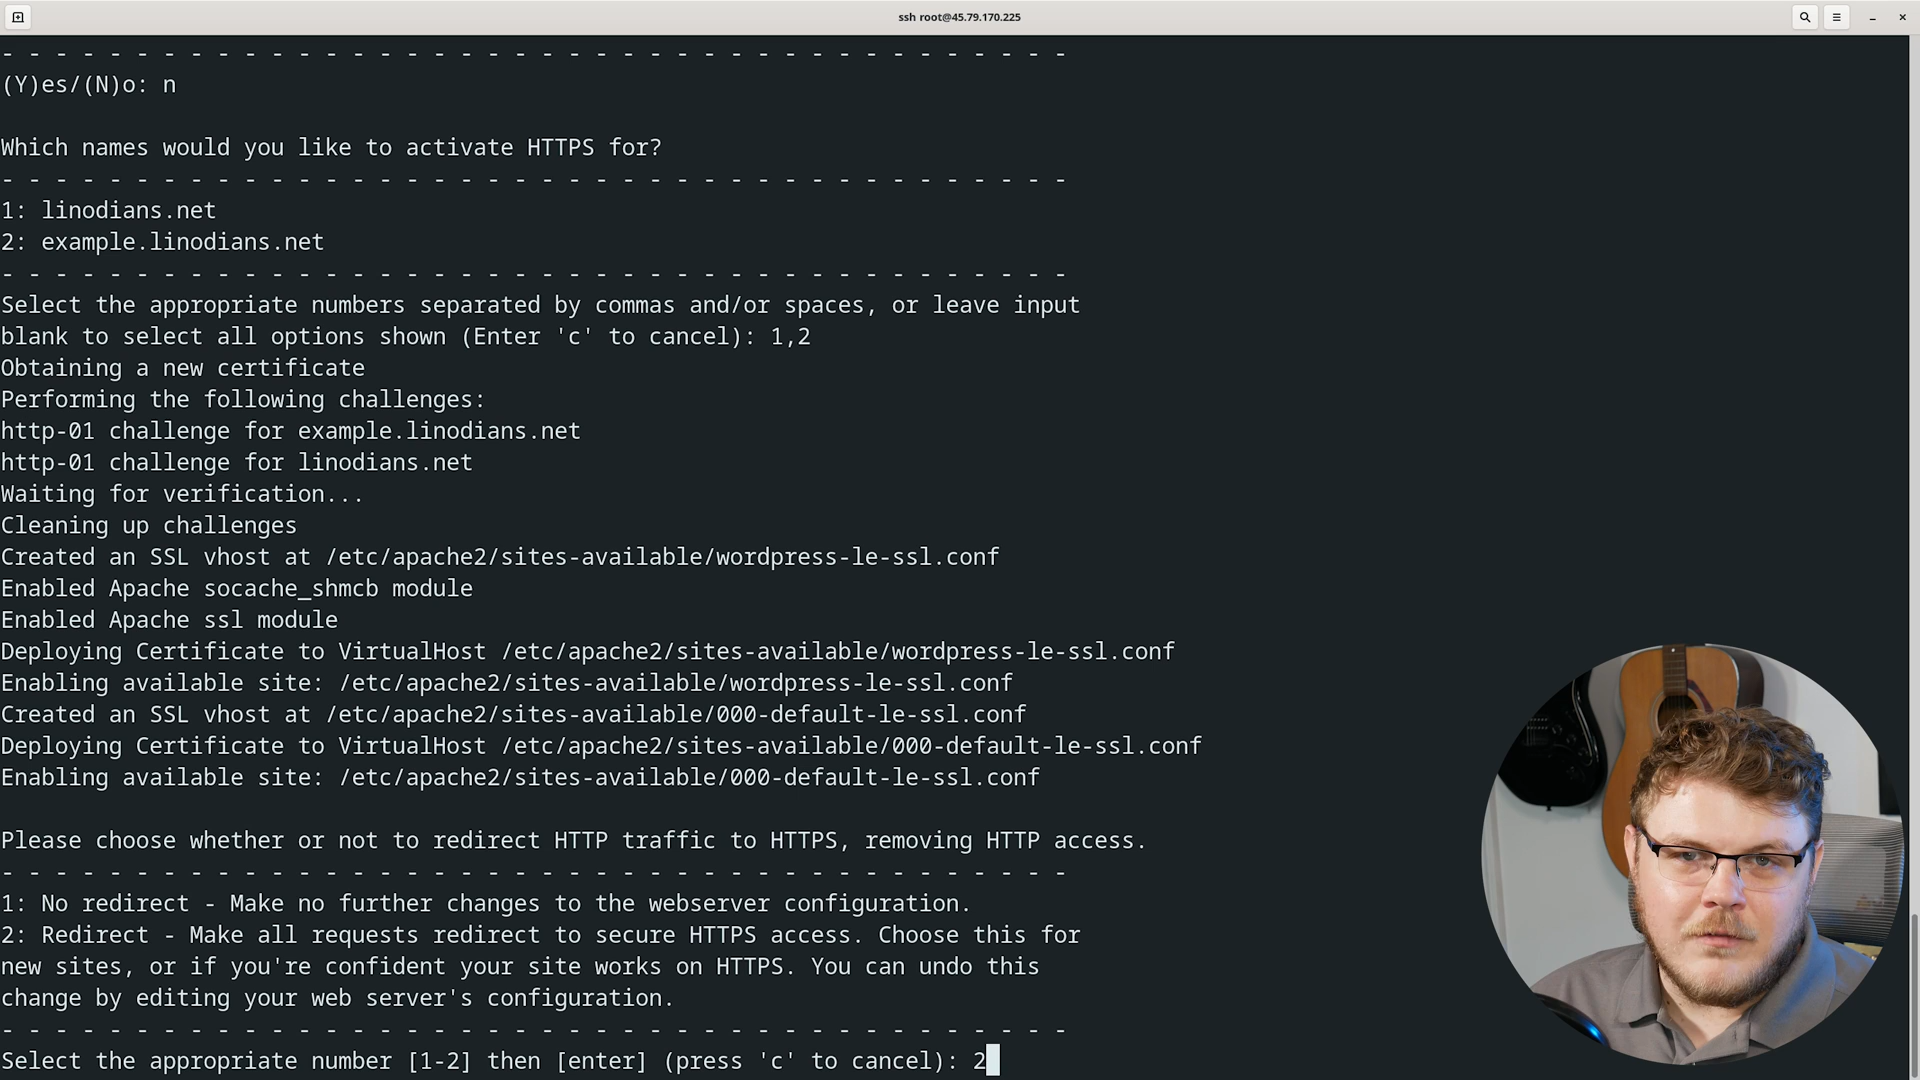 ssh root@45.79.170.225
- - - - - - - - - - - - - - - - - - - - - - - - - - - - - - - - - - - - - - - -
(Y)es/(N)o: n
Which names would you like to activate HTTPS for?
- - - - - - - - - - - - - - - - - - - - - - - - - - - - - - - - - - - - - - - -
1: linodians.net
2: example.linodians.net
- - - - - - - - - - - - - - - - - - - - - - - - - - - - - - - - - - - - - - - -
Select the appropriate numbers separated by commas and/or spaces, or leave input
blank to select all options shown (Enter 'c' to cancel): 1,2
Obtaining a new certificate
Performing the following challenges:
http-01 challenge for example.linodians.net
http-01 challenge for linodians.net
Waiting for verification...
Cleaning up challenges
Created an SSL vhost at /etc/apache2/sites-available/wordpress-le-ssl.conf
Enabled Apache socache_shmcb module
Enabled Apache ssl module
Deploying Certificate to VirtualHost /etc/apache2/sites-available/wordpress-le-ssl.conf
Enabling available site: /etc/apache2/sites-available/wordpress-le-ssl.conf
Created an SSL vhost at /etc/apache2/sites-available/000-default-le-ssl.conf
Deploying Certificate to VirtualHost /etc/apache2/sites-available/000-default-le-ssl.conf
Enabling available site: /etc/apache2/sites-available/000-default-le-ssl.conf
Please choose whether or not to redirect HTTP traffic to HTTPS, removing HTTP access.
- - - - - - - - - - - - - - - - - - - - - - - - - - - - - - - - - - - - - - - -
1: No redirect - Make no further changes to the webserver configuration.
2: Redirect - Make all requests redirect to secure HTTPS access. Choose this for
new sites, or if you're confident your site works on HTTPS. You can undo this
change by editing your web server's configuration.
- - - - - - - - - - - - - - - - - - - - - - - - - - - - - - - - - - - - - - - -
Select the appropriate number [1-2] then [enter] (press 'c' to cancel): 2